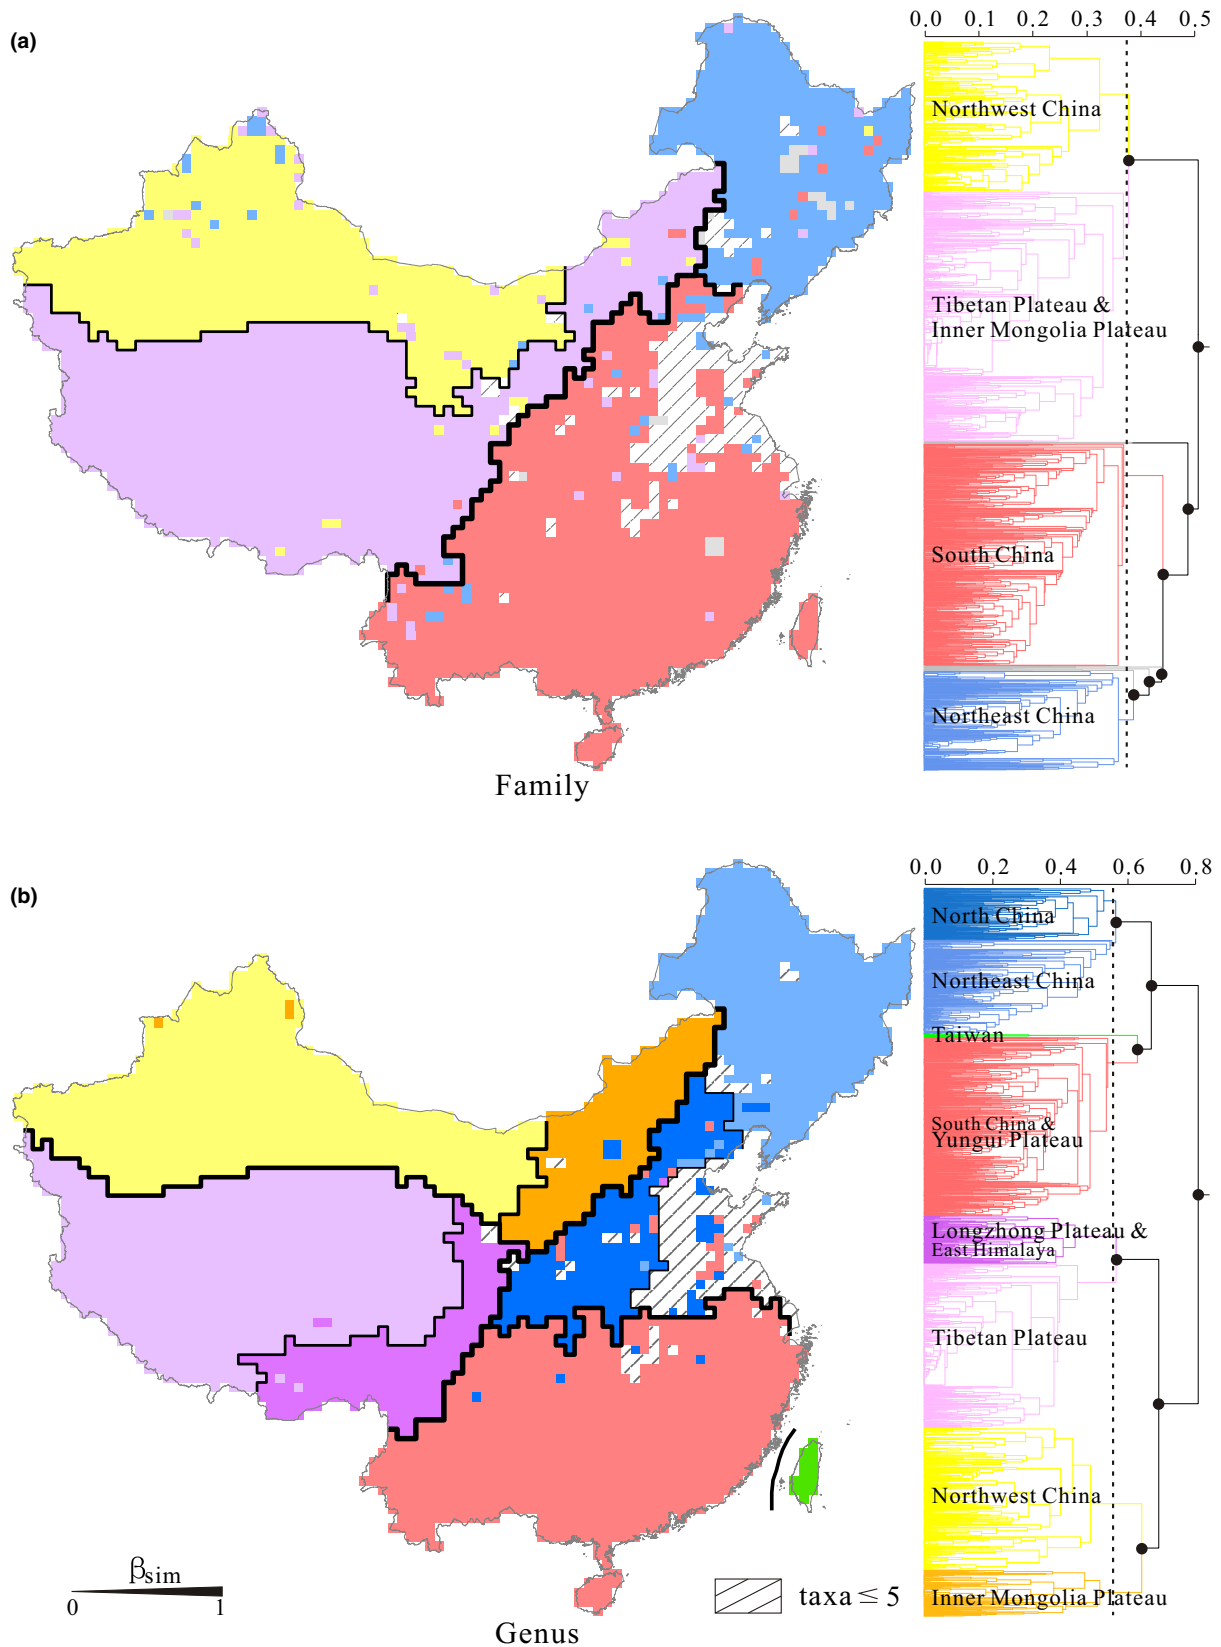 (a)
0.0 0.1 0.2 0.3 0.4 0.5
Northwest China
Tibetan Plateau &
Inner Mongolia Plateau
South China
Northeast China
Family
(b)
0.0 0.2 0.4 0.6 0.8
North China
Northeast China
Taiwan
South China &
Yungui Plateau
Longzhong Plateau &
East Himalaya
Tibetan Plateau
Northwest China
Inner Mongolia Plateau
βsim
0 1
taxa ≤ 5
Genus